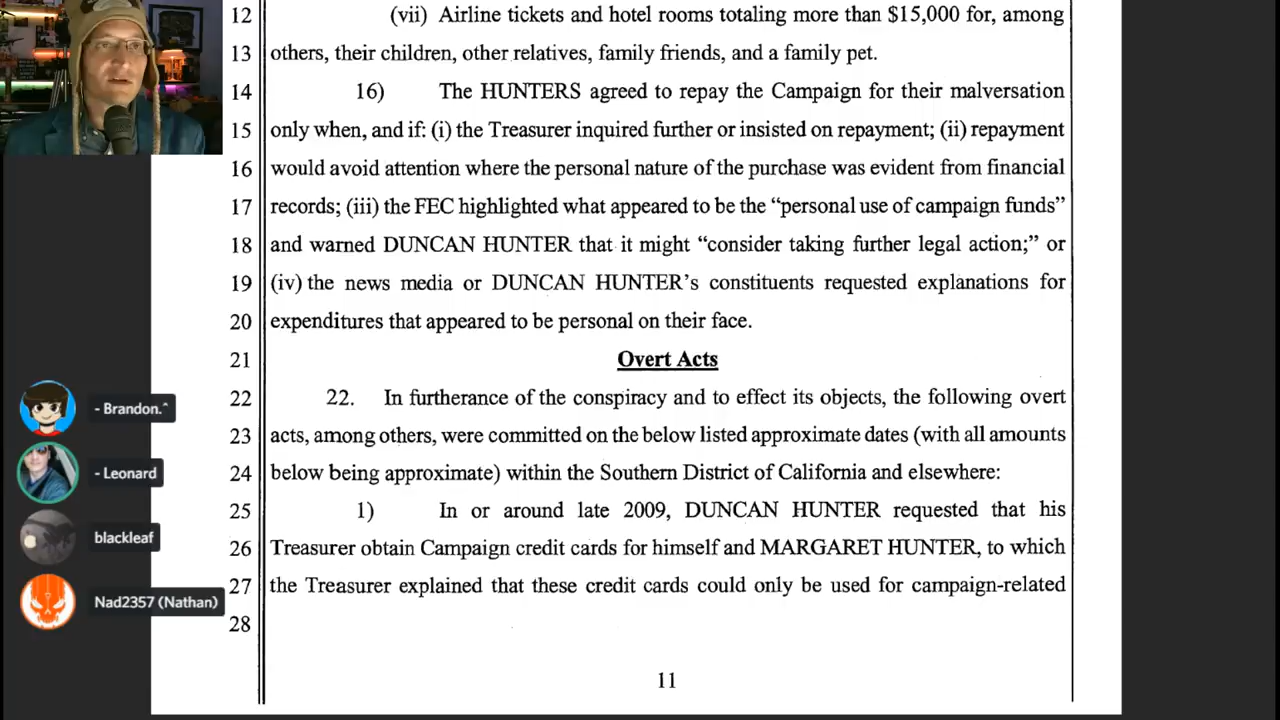 12 (vii) Airline tickets and hotel rooms totaling more than $15,000 for, among
13 others, their children, other relatives, family friends, and a family pet.
14 16) The HUNTERS agreed to repay the Campaign for their malversation
15 only when, and if: (i) the Treasurer inquired further or insisted on repayment; (ii) repayment
16 would avoid attention where the personal nature of the purchase was evident from financial
17 records; (iii) the FEC highlighted what appeared to be the “personal use of campaign funds”
18 and warned DUNCAN HUNTER that it might “consider taking further legal action;” or
19 (iv) the news media or DUNCAN HUNTER’s constituents requested explanations for
20 expenditures that appeared to be personal on their face.
21 Overt Acts
22 22. In furtherance of the conspiracy and to effect its objects, the following overt
23 acts, among others, were committed on the below listed approximate dates (with all amounts
24 below being approximate) within the Southern District of California and elsewhere:
25 1) In or around late 2009, DUNCAN HUNTER requested that his
26 Treasurer obtain Campaign credit cards for himself and MARGARET HUNTER, to which
27 the Treasurer explained that these credit cards could only be used for campaign-related
28
11
- Brandon.^
- Leonard
blackleaf
Nad2357 (Nathan)